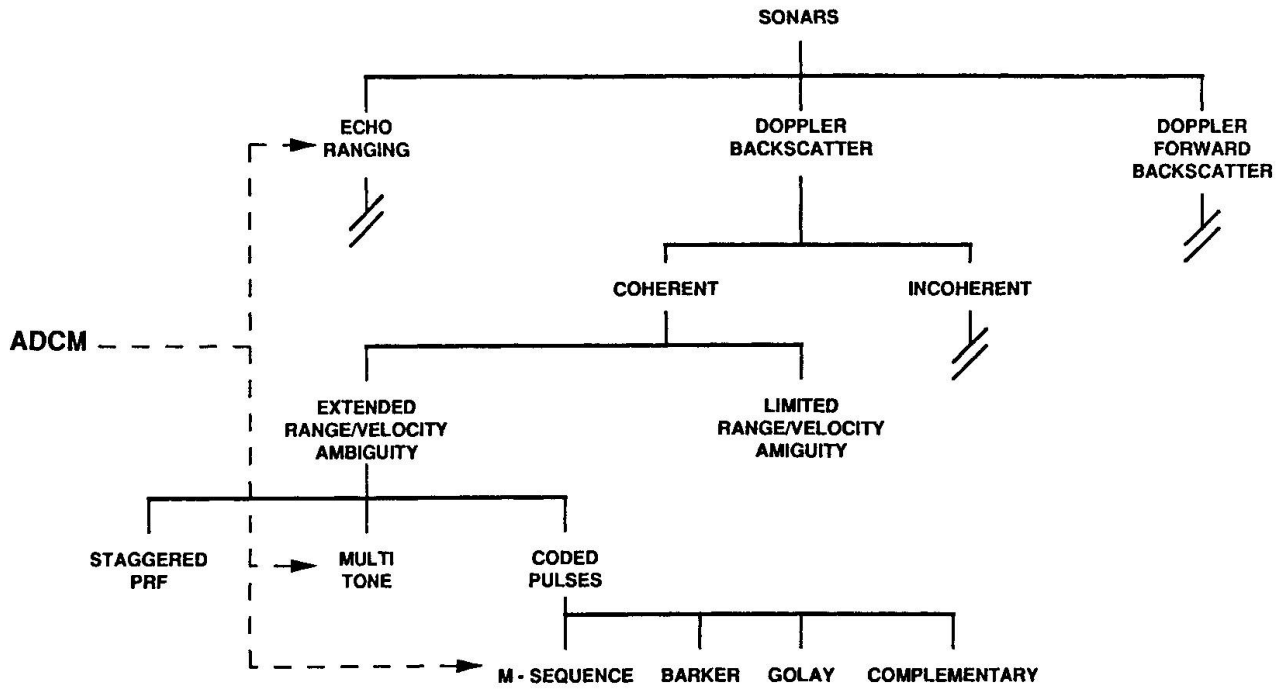 SONARS
ECHO
RANGING
DOPPLER
BACKSCATTER
DOPPLER
FORWARD
BACKSCATTER
COHERENT
INCOHERENT
ADCM
EXTENDED
RANGE/VELOCITY
AMBIGUITY
LIMITED
RANGE/VELOCITY
AMIGUITY
STAGGERED
PRF
MULTI
TONE
CODED
PULSES
M - SEQUENCE
BARKER
GOLAY
COMPLEMENTARY